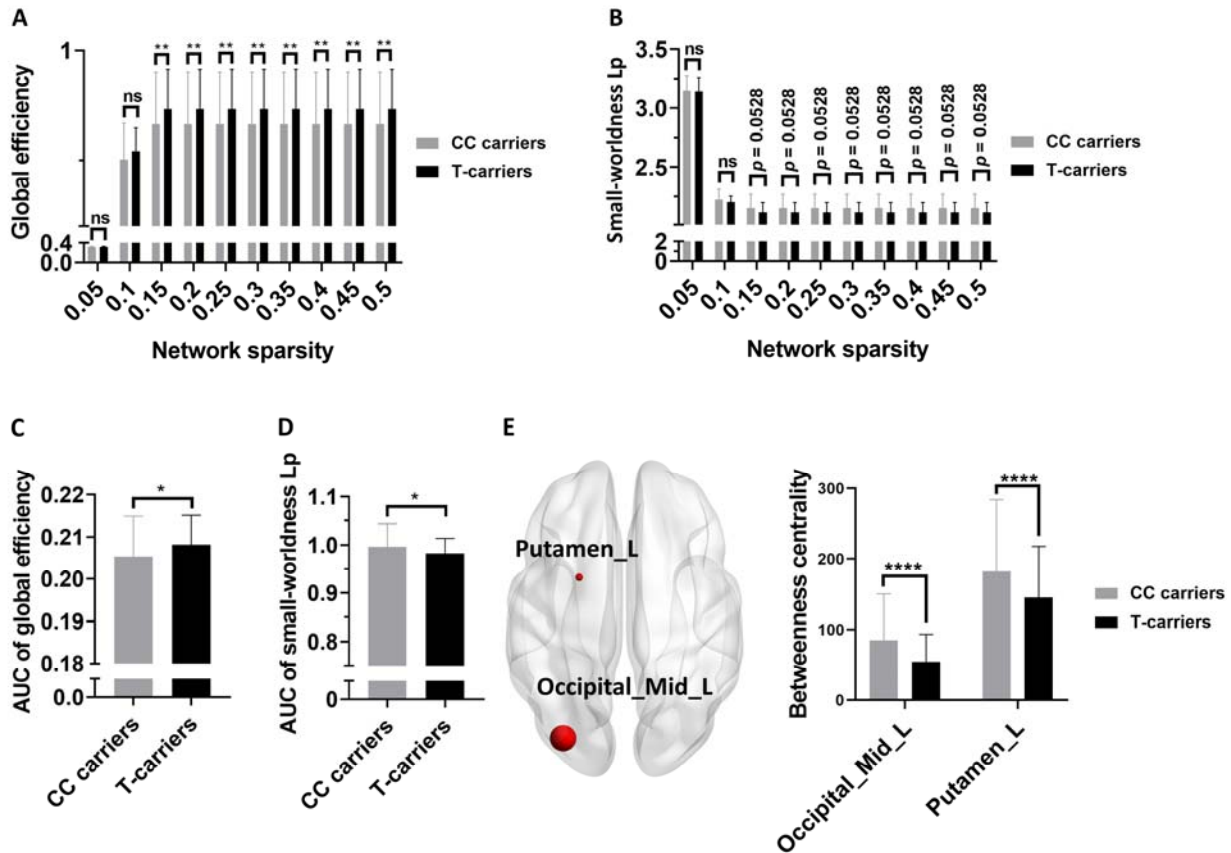 A
Global efficiency
1
0.4
0.0
ns
ns
**
**
**
**
**
**
**
**
0.05
0.1
0.15
0.2
0.25
0.3
0.35
0.4
0.45
0.5
Network sparsity
CC carriers
T-carriers
B
Small-worldness Lp
3.5
3.0
2.25
2
0
ns
ns
p = 0.0528
p = 0.0528
p = 0.0528
p = 0.0528
p = 0.0528
p = 0.0528
p = 0.0528
p = 0.0528
0.05
0.1
0.15
0.2
0.25
0.3
0.35
0.4
0.45
0.5
Network sparsity
CC carriers
T-carriers
C
AUC of global efficiency
0.22
0.21
0.20
0.19
0.18
0.0
*
CC carriers
T-carriers
D
AUC of small-worldness Lp
1.1
1.0
0.9
0.8
0
*
CC carriers
T-carriers
E
Putamen_L
Occipital_Mid_L
Betweenness centrality
300
200
100
0
****
****
Occipital_Mid_L
Putamen_L
CC carriers
T-carriers